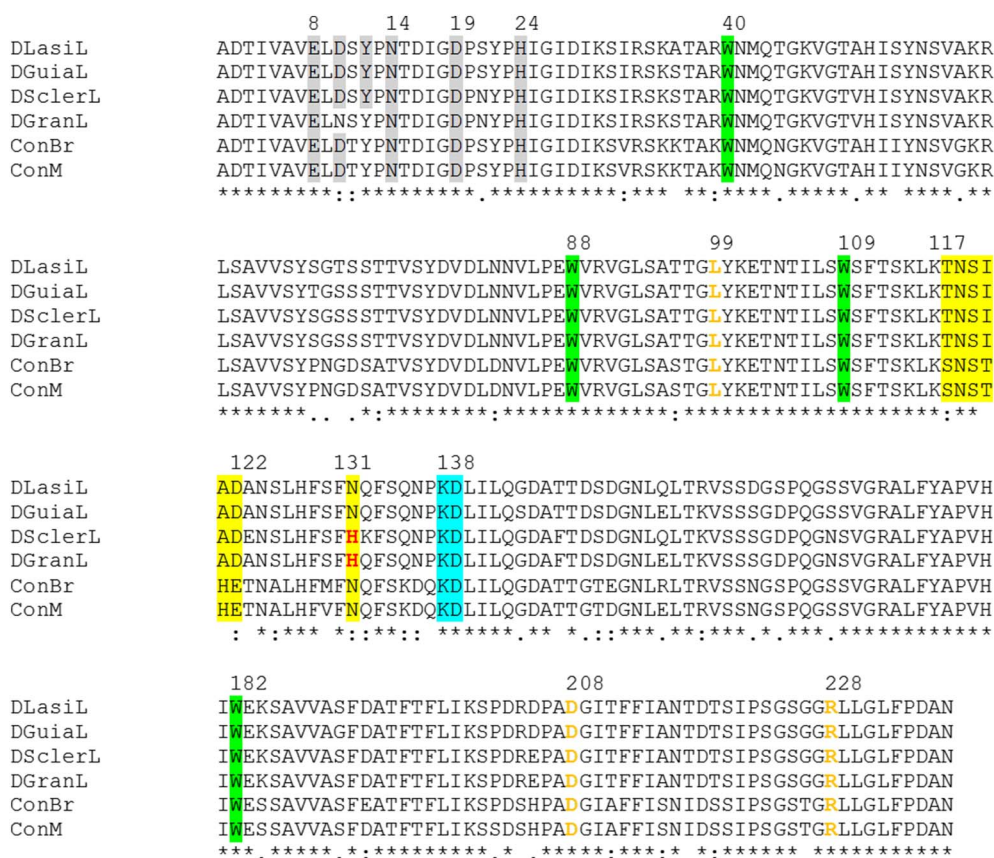 8 14 19 24 40
DLasiL ADTIVAVELDSYPNTDIGDPSYPHIGIDIKSIRSKATARWNMQTGKVGTAHISYNSVAKR
DGuiaL ADTIVAVELDSYPNTDIGDPSYPHIGIDIKSIRSKSTARWNMQTGKVGTAHISYNSVAKR
DSclerL ADTIVAVELDSYPNTDIGDPNYPHIGIDIKSIRSKSTARWNMQTGKVGTVHISYNSVAKR
DGranL ADTIVAVELNSYPNTDIGDPNYPHIGIDIKSIRSKSTARWNMQTGKVGTVHISYNSVAKR
ConBr ADTIVAVELDTYPNTDIGDPSYPHIGIDIKSVRSKKTAKWNMQNGKVGTAHIIYNSVGKR
ConM ADTIVAVELDTYPNTDIGDPSYPHIGIDIKSVRSKKTAKWNMQNGKVGTAHIIYNSVGKR
*********::*********.**********:***.**:****.*****.** ****.**
88 99 109 117
DLasiL LSAVVSYSGTSSTTVSYDVDLNNVLPEWVRVGLSATTGLYKETNTILSWSFTSKLKTNSI
DGuiaL LSAVVSYTGSSSTTVSYDVDLNNVLPEWVRVGLSATTGLYKETNTILSWSFTSKLKTNSI
DSclerL LSAVVSYSGSSSTTVSYDVDLNNVLPEWVRVGLSATTGLYKETNTILSWSFTSKLKTNSI
DGranL LSAVVSYSGSSSTTVSYDVDLNNVLPEWVRVGLSATTGLYKETNTILSWSFTSKLKTNSI
ConBr LSAVVSYPNGDSATVSYDVDLDNVLPEWVRVGLSASTGLYKETNTILSWSFTSKLKSNST
ConM LSAVVSYPNGDSATVSYDVDLDNVLPEWVRVGLSASTGLYKETNTILSWSFTSKLKSNST
*******.. .*:********:*************:********************:**
122 131 138
DLasiL ADANSLHFSFNQFSQNPKDLILQGDATTDSDGNLQLTRVSSDGSPQGSSVGRALFYAPVH
DGuiaL ADANSLHFSFNQFSQNPKDLILQSDATTDSDGNLELTKVSSSGSPQGSSVGRALFYAPVH
DSclerL ADENSLHFSFHKFSQNPKDLILQGDAFTDSDGNLQLTKVSSSGDPQGNSVGRALFYAPVH
DGranL ADANSLHFSFHQFSQNPKDLILQGDAFTDSDGNLQLTKVSSSGDPQGNSVGRALFYAPVH
ConBr HETNALHFMFNQFSKDQKDLILQGDATTGTEGNLRLTRVSSNGSPQGSSVGRALFYAPVH
ConM HETNALHFVFNQFSKDQKDLILQGDATTGTDGNLELTRVSSNGSPQGSSVGRALFYAPVH
: *:*** *::**:: ******.** *.::***.**:***.*.***.************
182 208 228
DLasiL IWEKSAVVASFDATFTFLIKSPDRDPADGITFFIANTDTSIPSGSGGRLLGLFPDAN
DGuiaL IWEKSAVVAGFDATFTFLIKSPDRDPADGITFFIANTDTSIPSGSGGRLLGLFPDAN
DSclerL IWEKSAVVASFDATFTFLIKSPDREPADGITFFIANTDTSIPSGSGGRLLGLFPDAN
DGranL IWEKSAVVASFDATFTFLIKSPDREPADGITFFIANTDTSIPSGSGGRLLGLFPDAN
ConBr IWESSAVVASFEATFTFLIKSPDSHPADGIAFFISNIDSSIPSGSTGRLLGLFPDAN
ConM IWESSAVVASFDATFTFLIKSSDSHPADGIAFFISNIDSSIPSGSTGRLLGLFPDAN